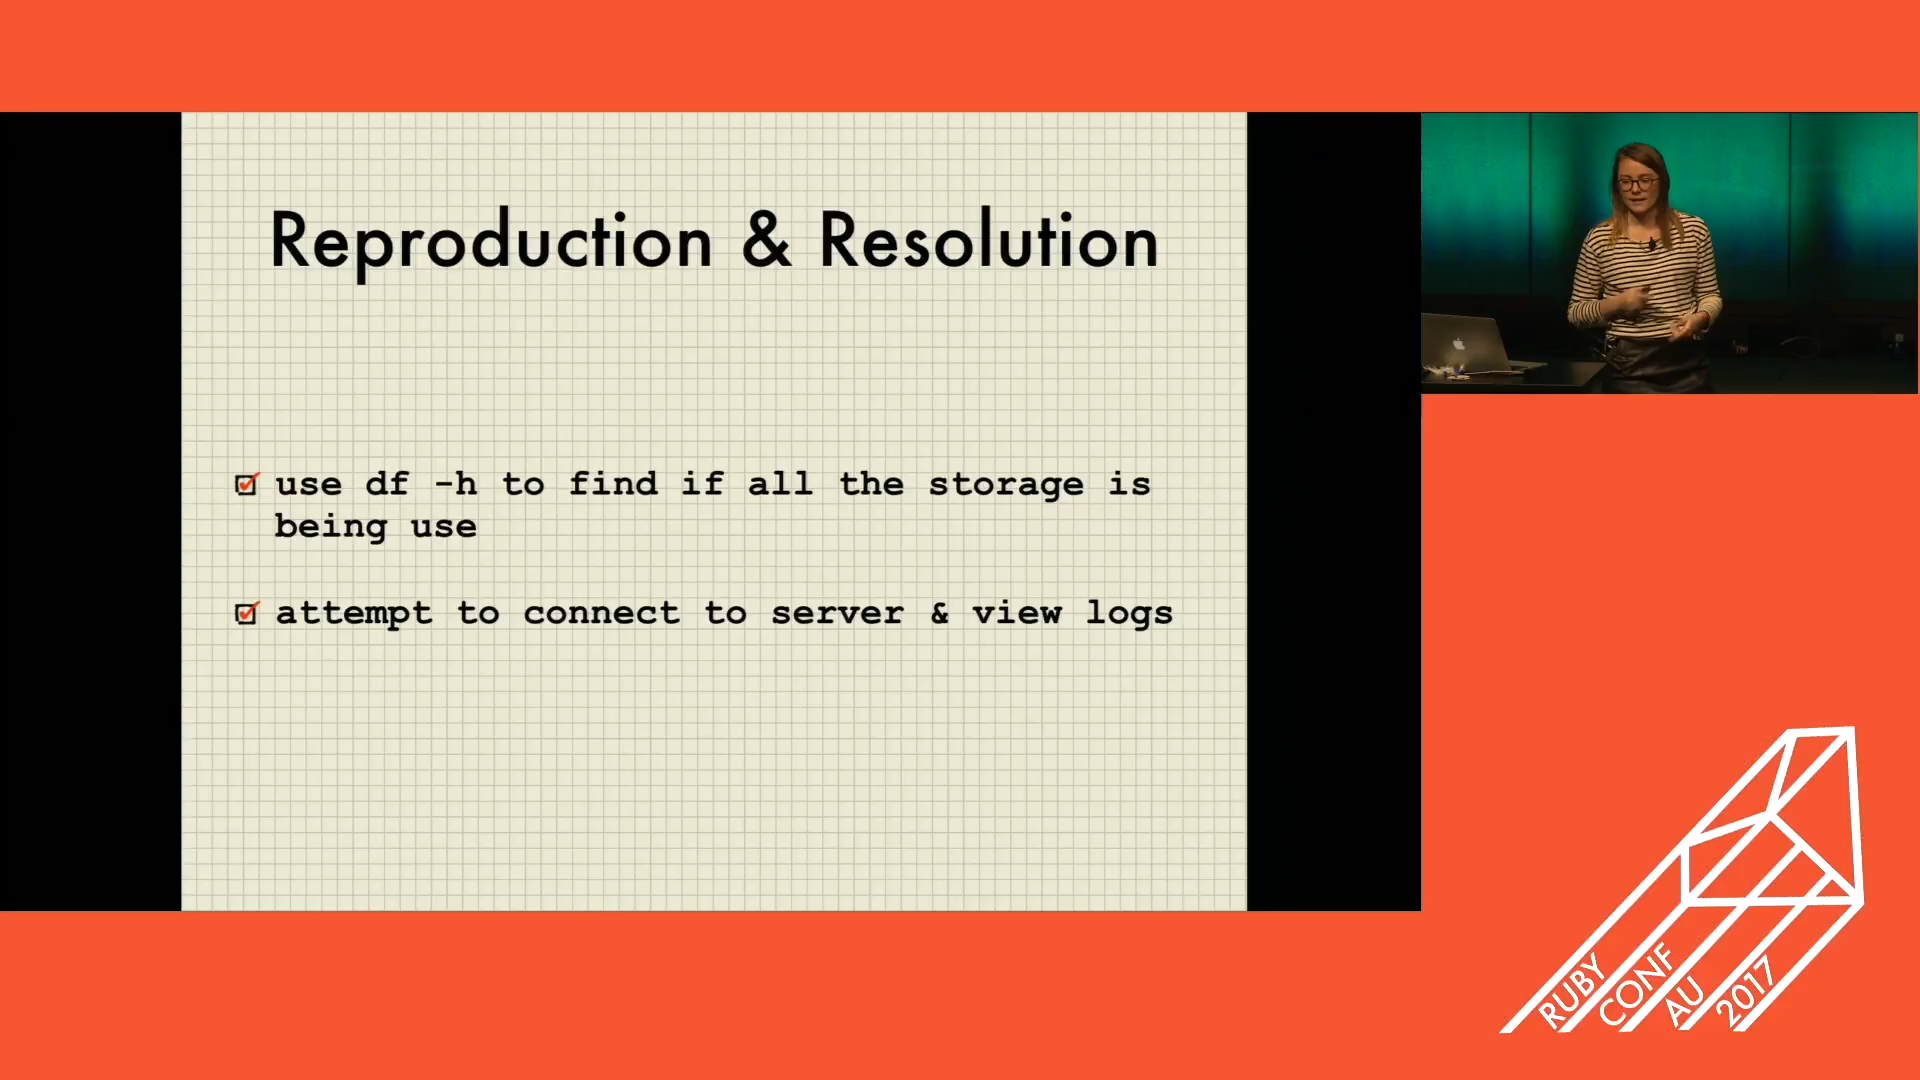 Reproduction & Resolution
use df -h to find if all the storage is
being use
attempt to connect to server & view logs
RUBY
CONF
AU
2017